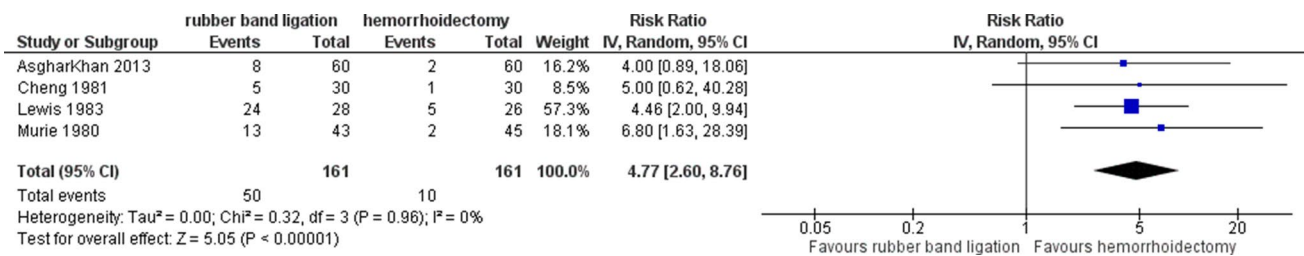 rubber band ligation hemorrhoidectomy Risk Ratio Risk Ratio
Study or Subgroup Events Total Events Total Weight IV, Random, 95% CI IV, Random, 95% CI
AsgharKhan 2013 8 60 2 60 16.2% 4.00 [0.89, 18.06]
Cheng 1981 5 30 1 30 8.5% 5.00 [0.62, 40.28]
Lewis 1983 24 28 5 26 57.3% 4.46 [2.00, 9.94]
Murie 1980 13 43 2 45 18.1% 6.80 [1.63, 28.39]
Total (95% CI) 161 161 100.0% 4.77 [2.60, 8.76]
Total events 50 10
Heterogeneity: Tau² = 0.00; Chi² = 0.32, df = 3 (P = 0.96); I² = 0%
Test for overall effect: Z = 5.05 (P < 0.00001)
0.05 0.2 1 5 20
Favours rubber band ligation Favours hemorrhoidectomy